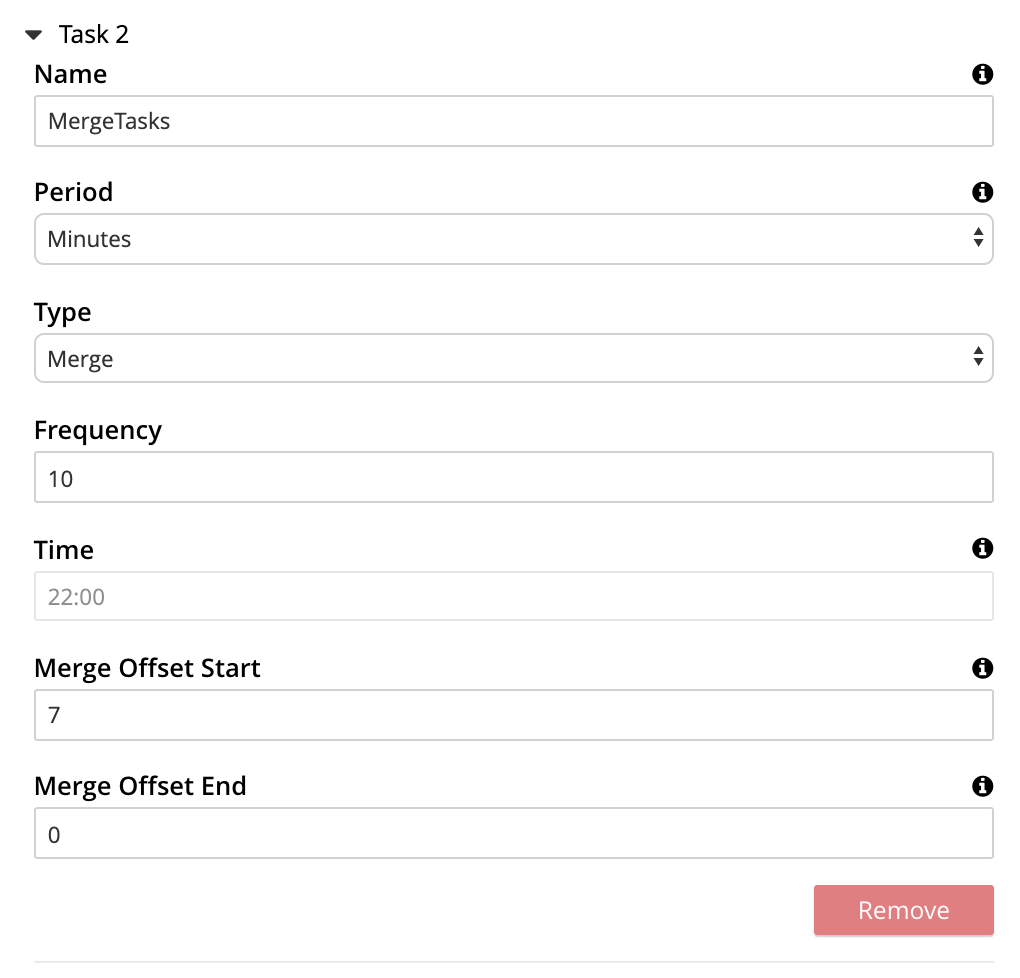 Task 2
Name
MergeTasks
Period
Minutes
Type
Merge
Frequency
10
Time
22:00
Merge Offset Start
7
Merge Offset End
0
Remove